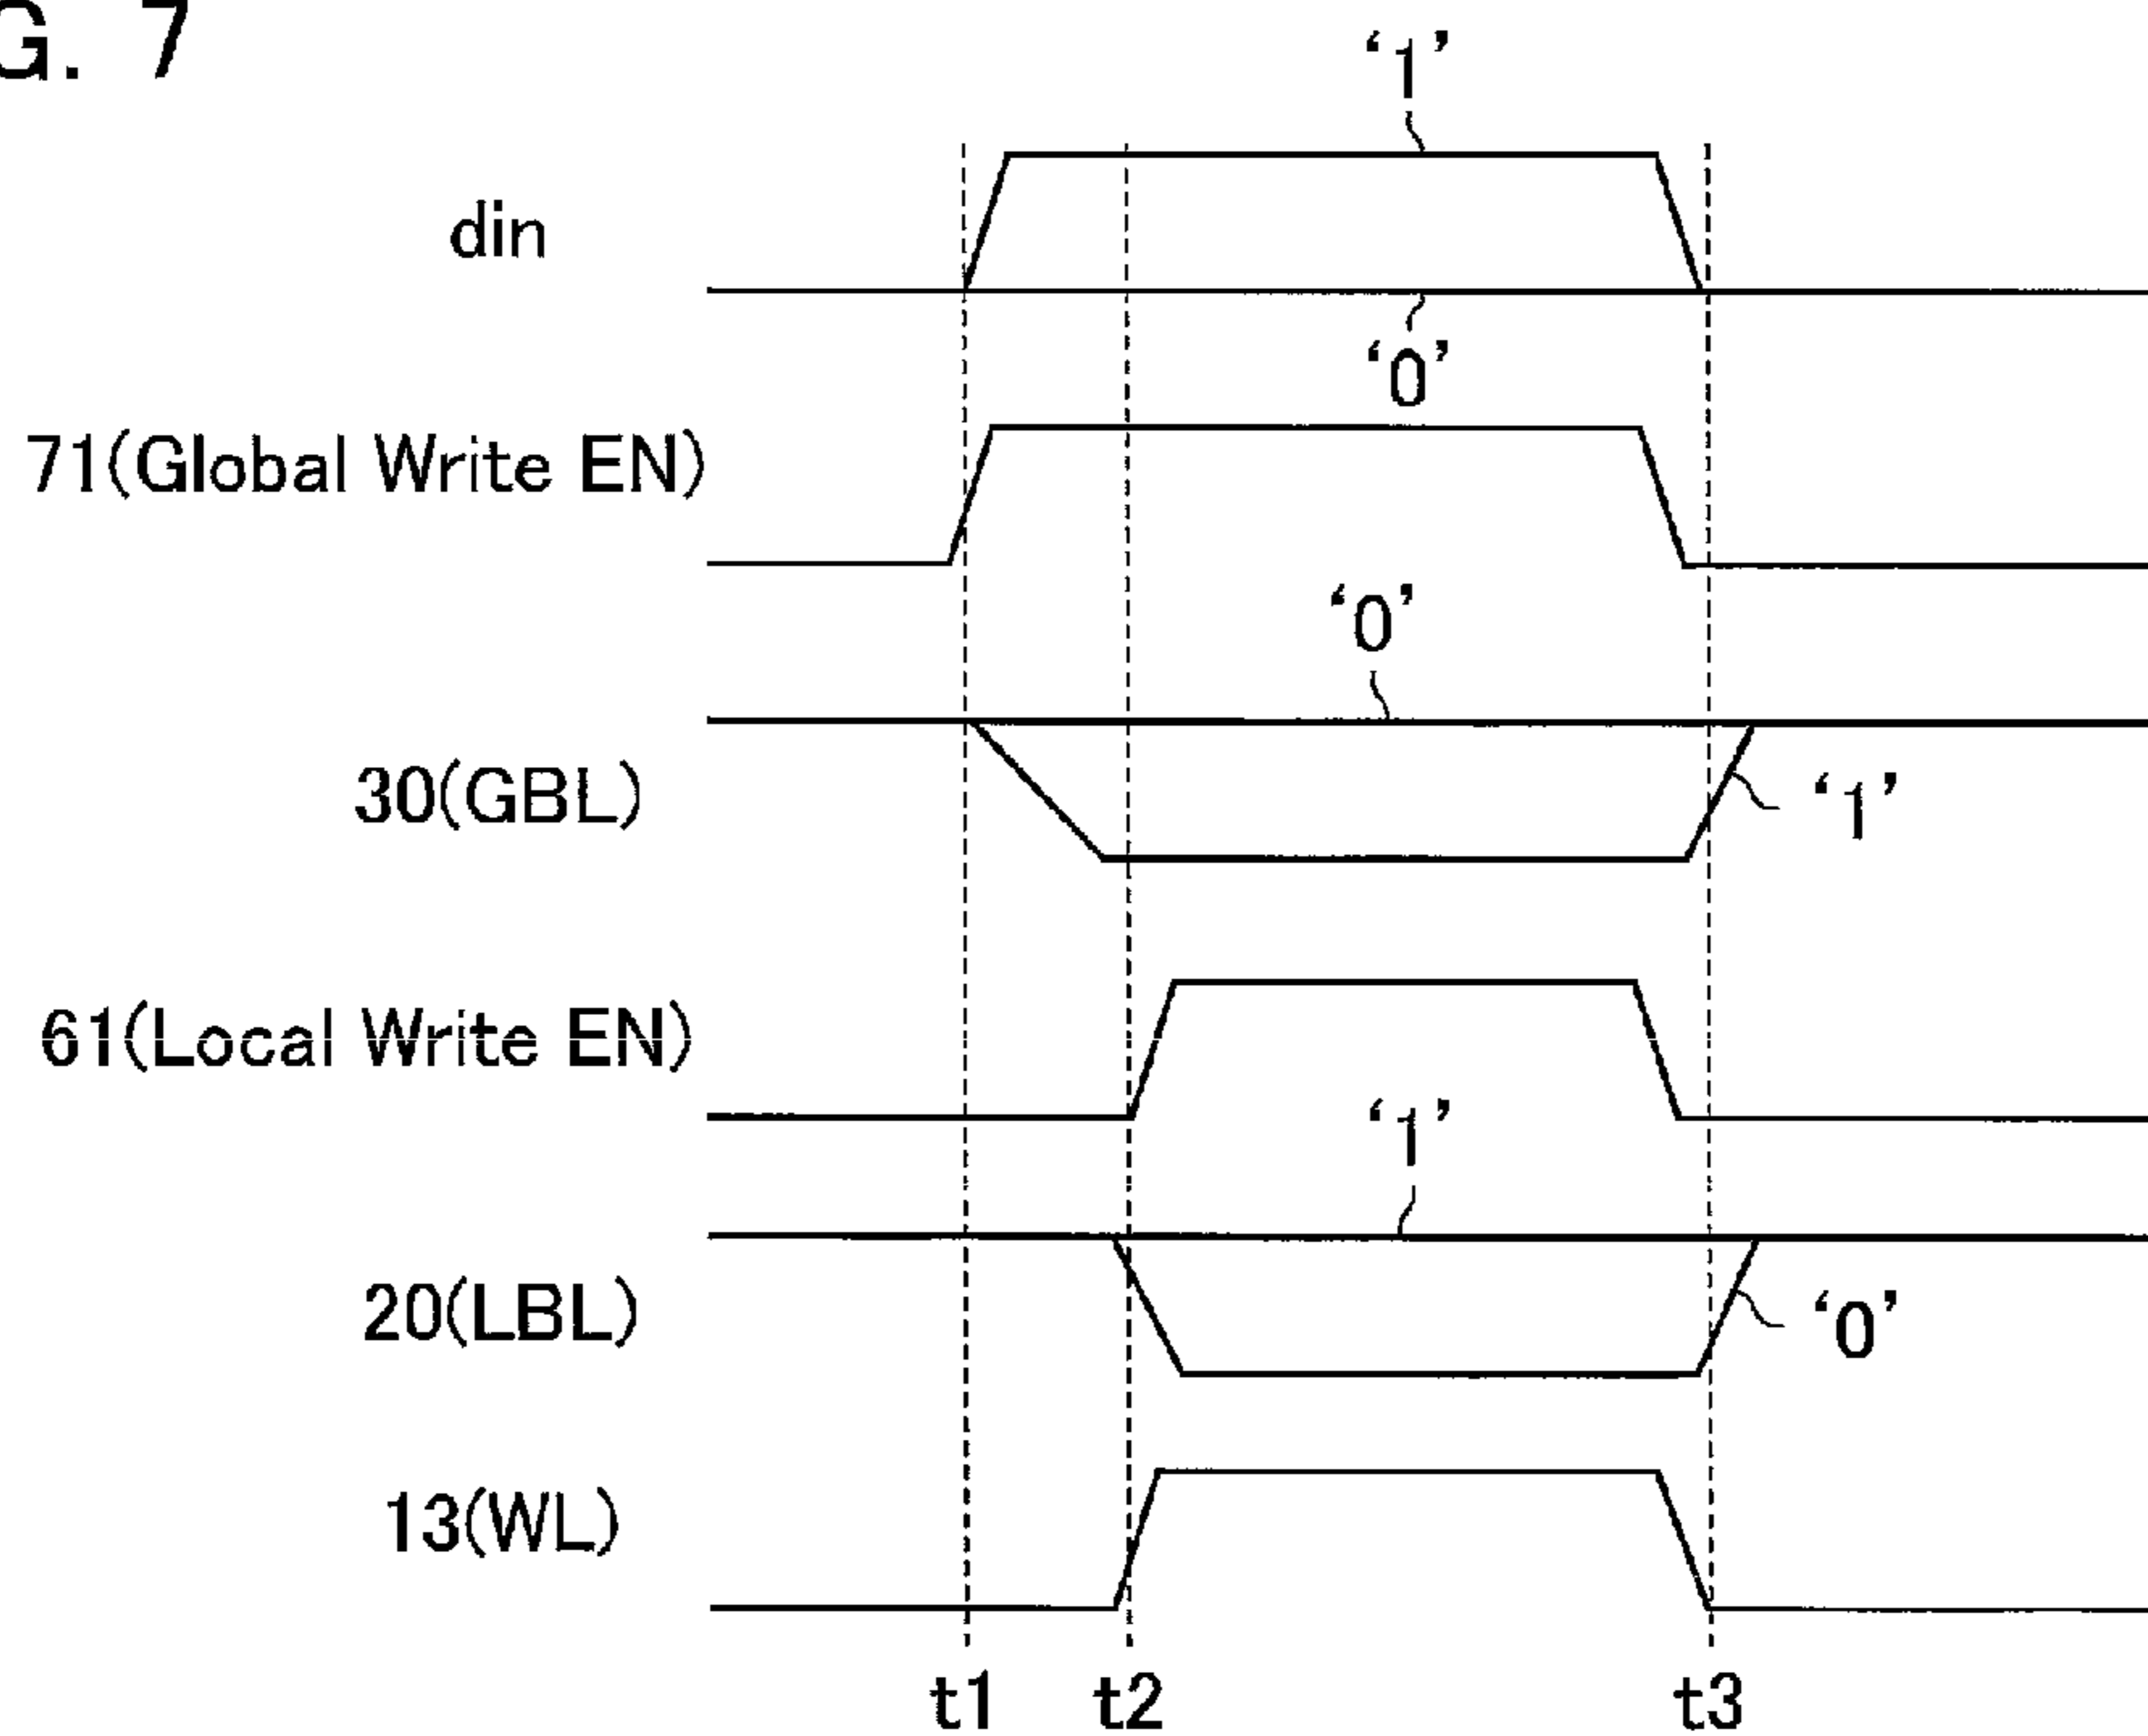 G. 7
‘1’
din
‘0’
71(Global Write EN)
‘0’
30(GBL)
‘1’
61(Local Write EN)
‘1’
20(LBL)
‘0’
13(WL)
t1 t2 t3